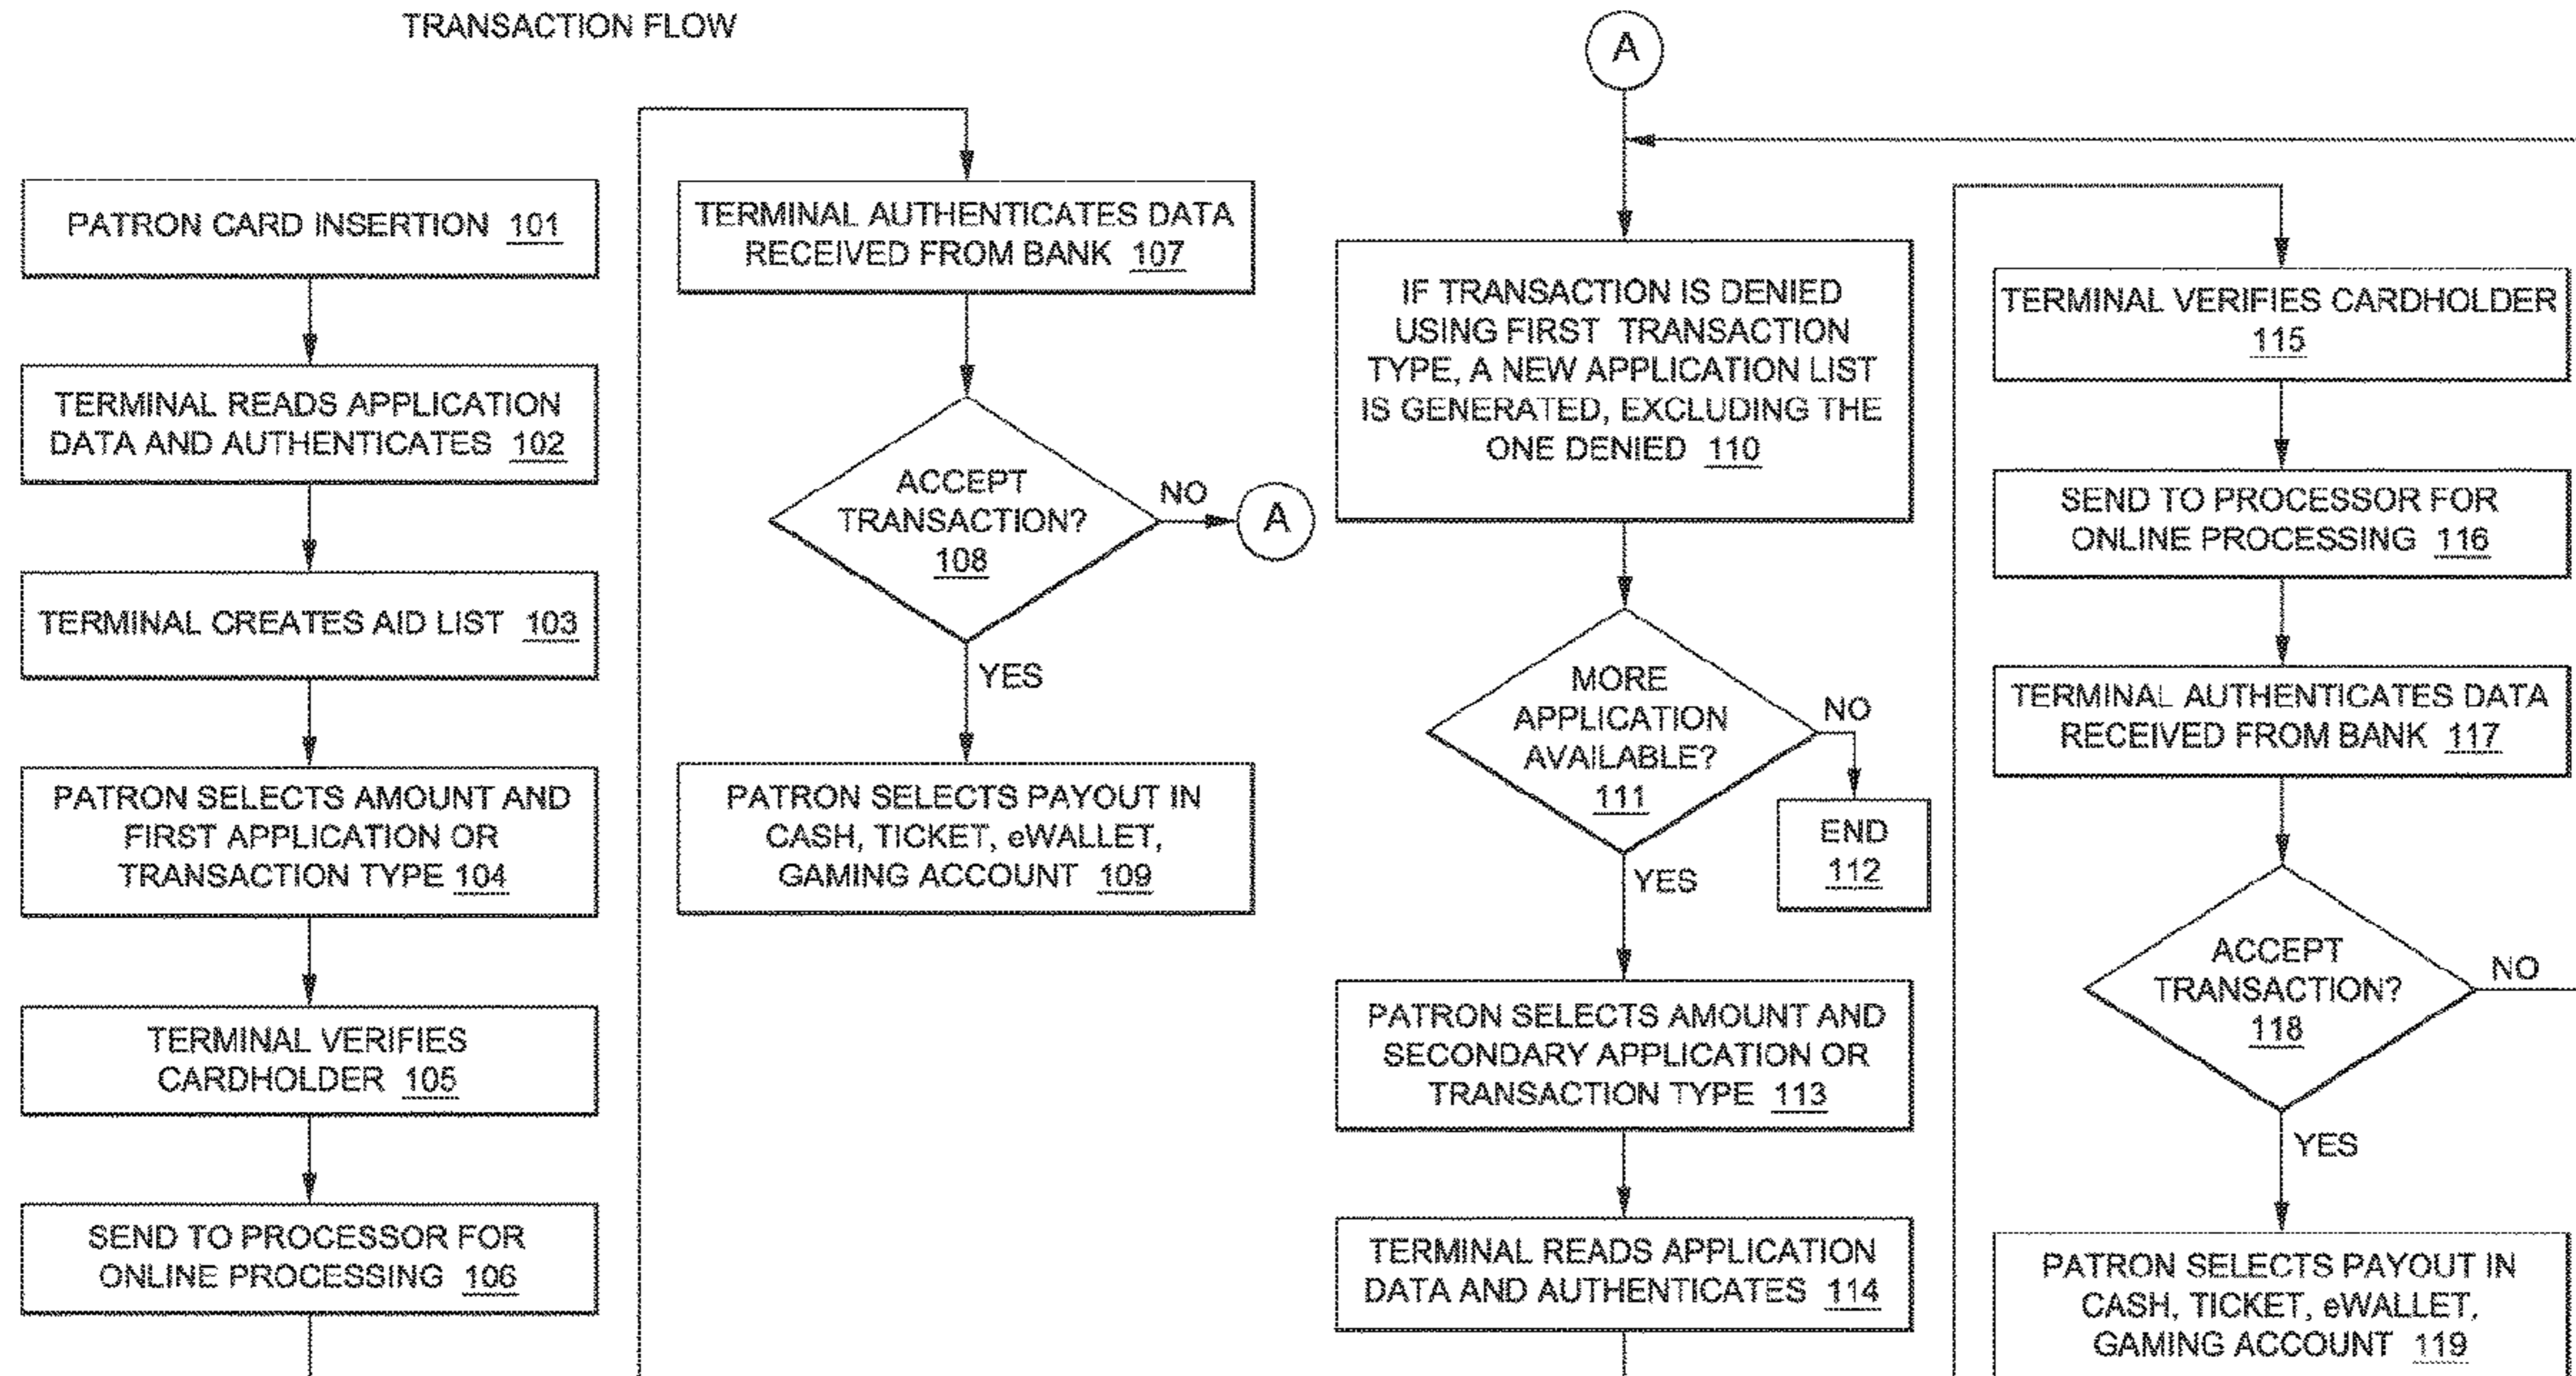 TRANSACTION FLOW
PATRON CARD INSERTION 101
TERMINAL READS APPLICATION
DATA AND AUTHENTICATES 102
TERMINAL CREATES AID LIST 103
PATRON SELECTS AMOUNT AND
FIRST APPLICATION OR
TRANSACTION TYPE 104
TERMINAL VERIFIES
CARDHOLDER 105
SEND TO PROCESSOR FOR
ONLINE PROCESSING 106
TERMINAL AUTHENTICATES DATA
RECEIVED FROM BANK 107
ACCEPT
TRANSACTION?
108
NO
A
YES
PATRON SELECTS PAYOUT IN
CASH, TICKET, eWALLET,
GAMING ACCOUNT 109
A
IF TRANSACTION IS DENIED
USING FIRST TRANSACTION
TYPE, A NEW APPLICATION LIST
IS GENERATED, EXCLUDING THE
ONE DENIED 110
MORE
APPLICATION
AVAILABLE?
111
NO
END
112
YES
PATRON SELECTS AMOUNT AND
SECONDARY APPLICATION OR
TRANSACTION TYPE 113
TERMINAL READS APPLICATION
DATA AND AUTHENTICATES 114
TERMINAL VERIFIES CARDHOLDER
115
SEND TO PROCESSOR FOR
ONLINE PROCESSING 116
TERMINAL AUTHENTICATES DATA
RECEIVED FROM BANK 117
ACCEPT
TRANSACTION?
118
NO
YES
PATRON SELECTS PAYOUT IN
CASH, TICKET, eWALLET,
GAMING ACCOUNT 119